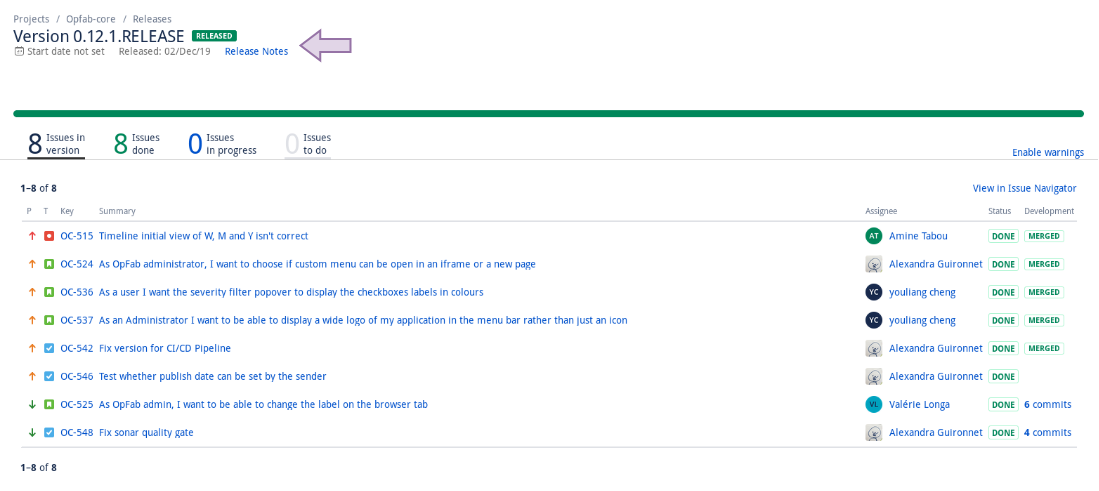 Projects / Opfab-core / Releases
Version 0.12.1.RELEASE RELEASED
Start date not set Released: 02/Dec/19 Release Notes
8 Issues in version
8 Issues done
0 Issues in progress
0 Issues to do
Enable warnings
1–8 of 8 View in Issue Navigator
P T Key Summary Assignee Status Development
OC-515 Timeline initial view of W, M and Y isn't correct AT Amine Tabou DONE MERGED
OC-524 As OpFab administrator, I want to choose if custom menu can be open in an iframe or a new page Alexandra Guironnet DONE MERGED
OC-536 As a user I want the severity filter popover to display the checkboxes labels in colours YC youliang cheng DONE MERGED
OC-537 As an Administrator I want to be able to display a wide logo of my application in the menu bar rather than just an icon YC youliang cheng DONE MERGED
OC-542 Fix version for CI/CD Pipeline Alexandra Guironnet DONE MERGED
OC-546 Test whether publish date can be set by the sender Alexandra Guironnet DONE
OC-525 As OpFab admin, I want to be able to change the label on the browser tab VL Valérie Longa DONE 6 commits
OC-548 Fix sonar quality gate Alexandra Guironnet DONE 4 commits
1–8 of 8